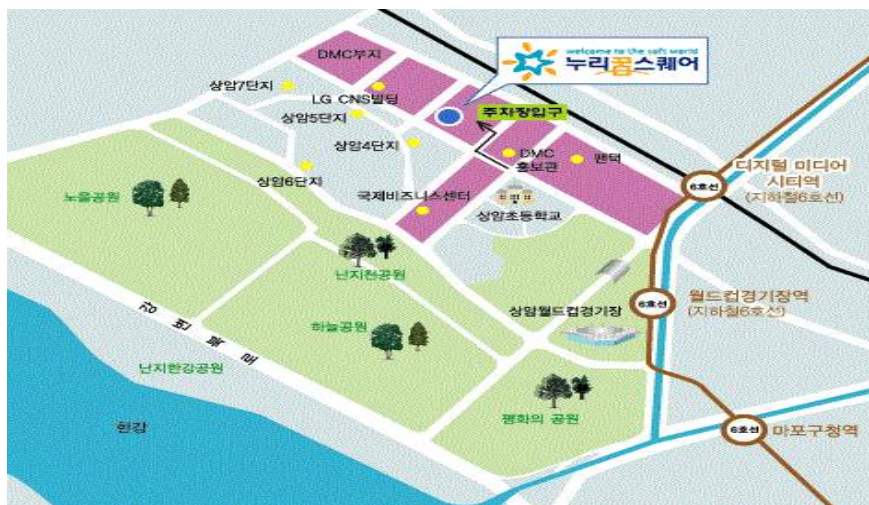 welcome to the soft world
누리꿈스퀘어
DMC부지
상암7단지
LG CNS빌딩
상암5단지
주차장입구
상암4단지
DMC
홍보관
팬택
디지털 미디어
시티역
(지하철6호선)
6호선
상암6단지
노을공원
국제비즈니스센터
상암초등학교
난지천공원
월드컵경기장역
(지하철6호선)
6호선
상암월드컵경기장
강변북로
하늘공원
난지한강공원
평화의 공원
한강
6호선
마포구청역